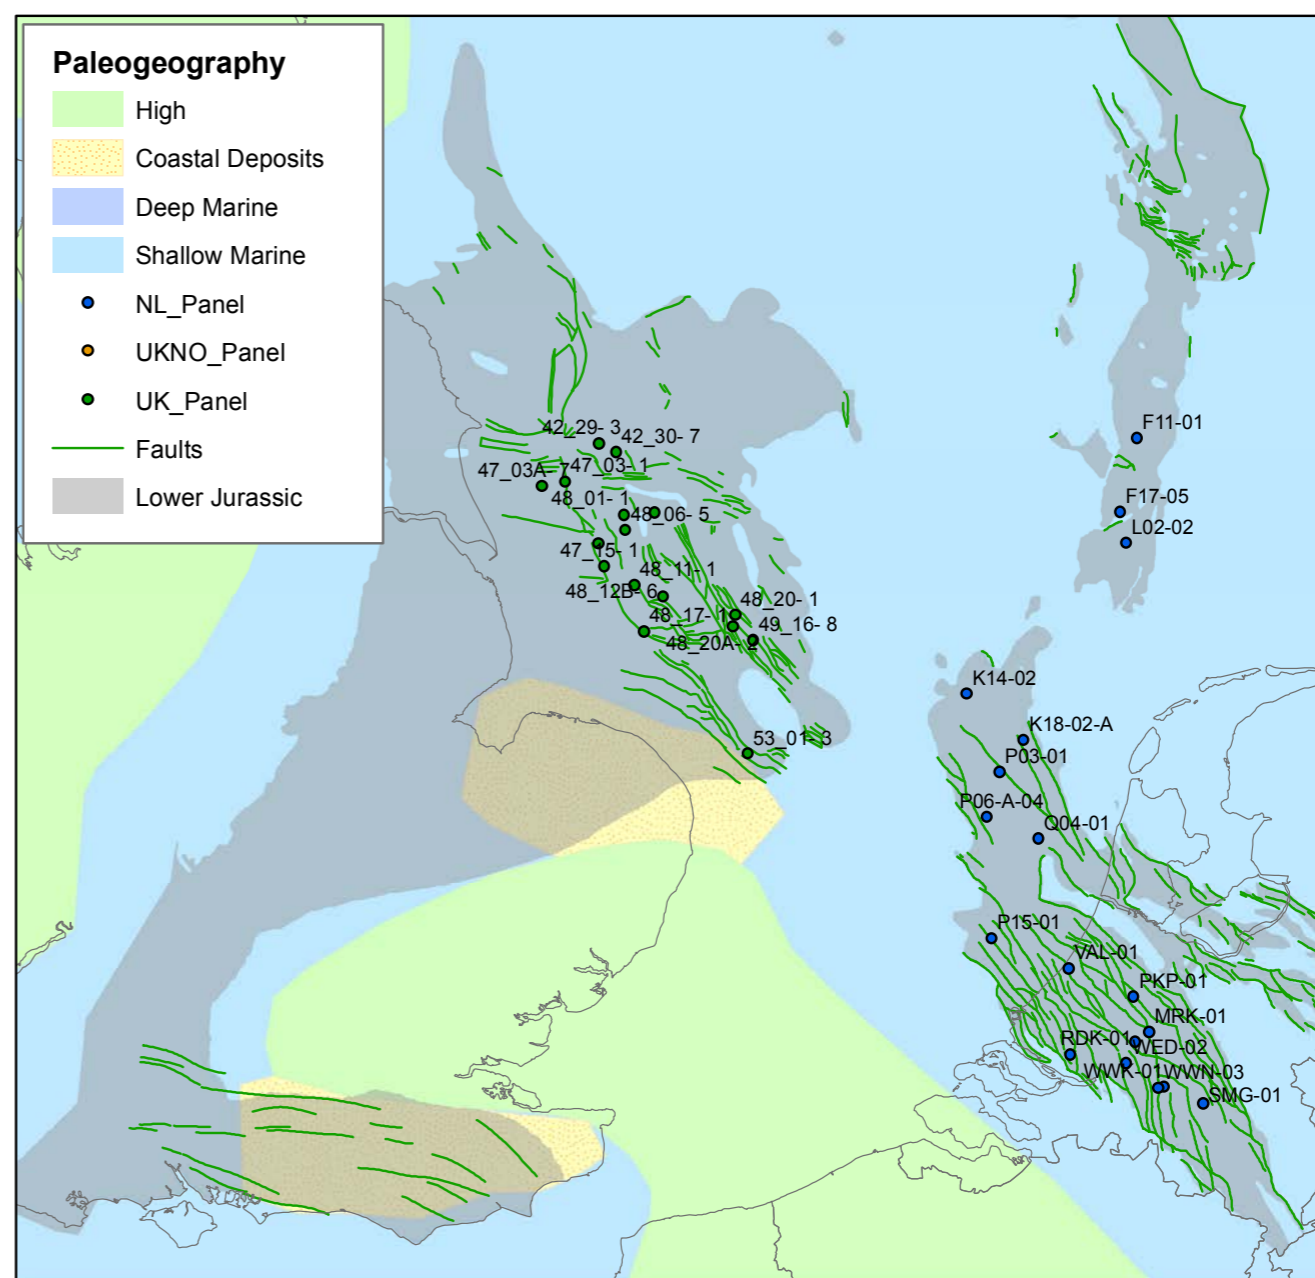 Paleogeography
High
Coastal Deposits
Deep Marine
Shallow Marine
NL_Panel
UKNO_Panel
UK_Panel
Faults
Lower Jurassic
42_29- 3
42_30- 7
47_03A- 7
47_03- 1
48_01- 1
48_06- 5
47_15- 1
48_11- 1
48_12B- 6
48_17- 1
48_20- 1
49_16- 8
48_20A- 2
53_01- 3
F11-01
F17-05
L02-02
K14-02
K18-02-A
P03-01
P06-A-04
Q04-01
P15-01
VAL-01
PKP-01
MRK-01
RDK-01
WED-02
WWK-01
WWN-03
SMG-01